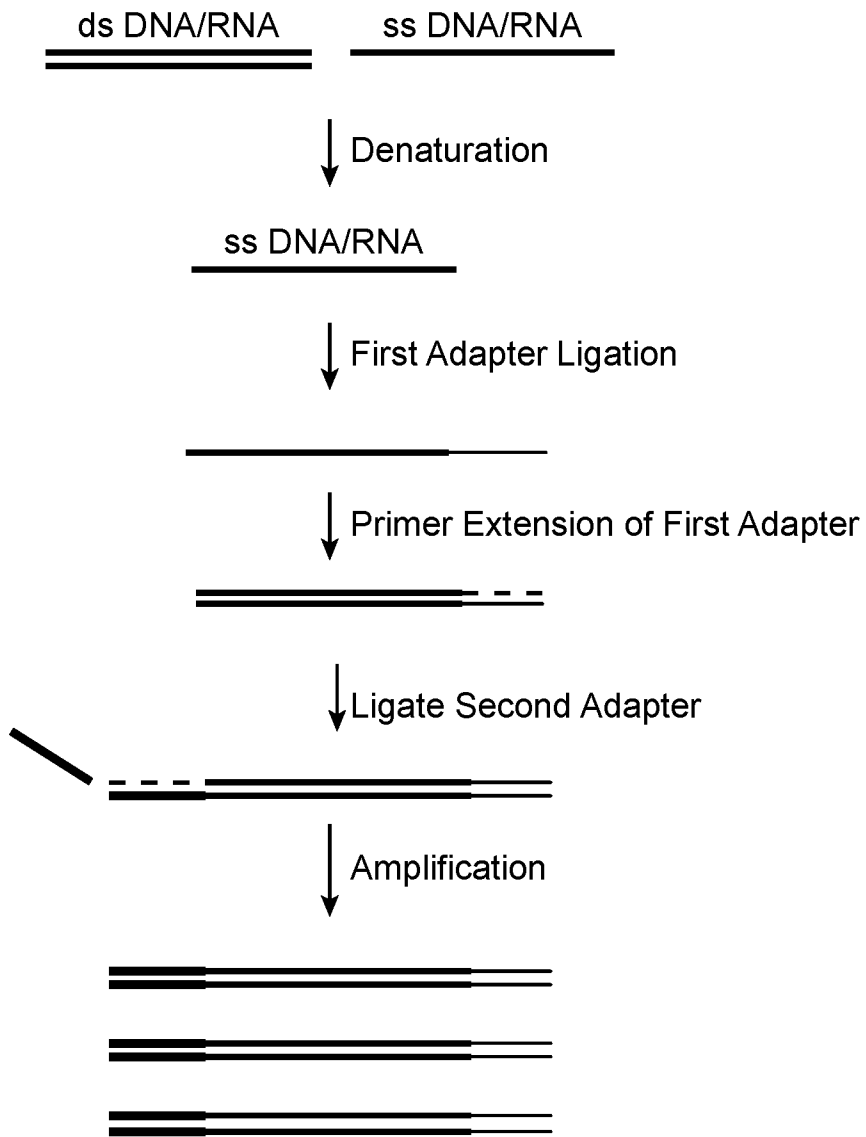 ds DNA/RNA
ss DNA/RNA
Denaturation
ss DNA/RNA
First Adapter Ligation
Primer Extension of First Adapter
Ligate Second Adapter
Amplification